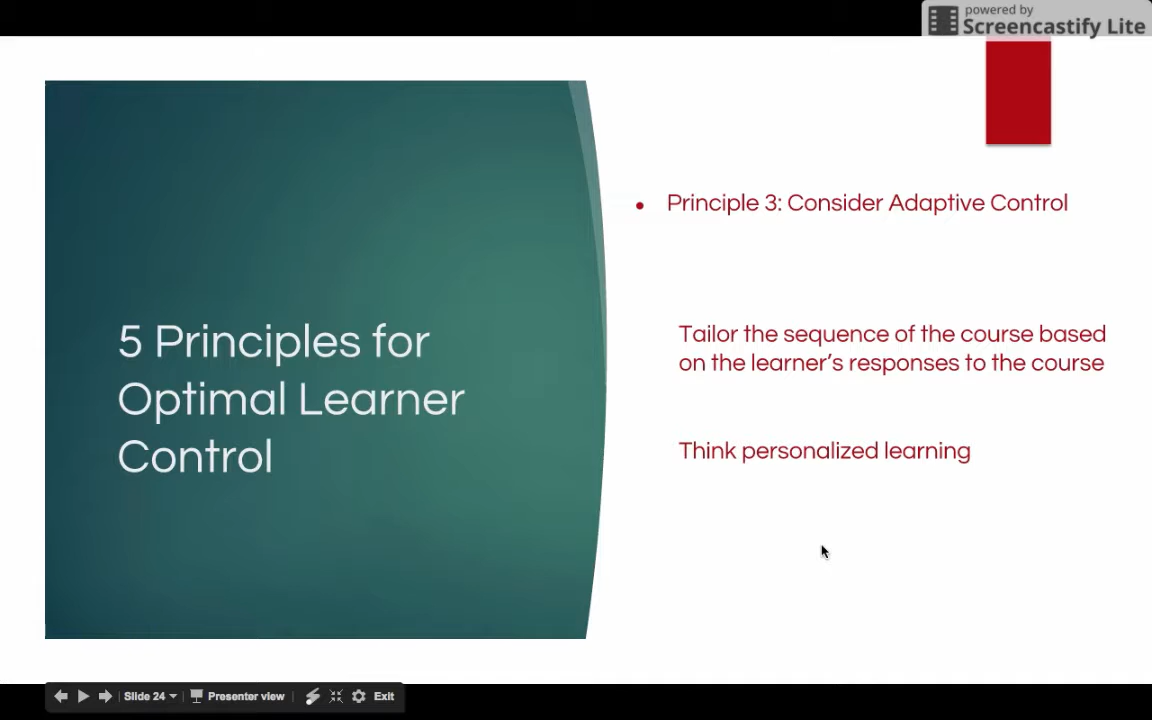 powered by
Screencastify Lite
5 Principles for
Optimal Learner
Control
• Principle 3: Consider Adaptive Control
Tailor the sequence of the course based
on the learner’s responses to the course
Think personalized learning
Slide 24
Presenter view
Exit